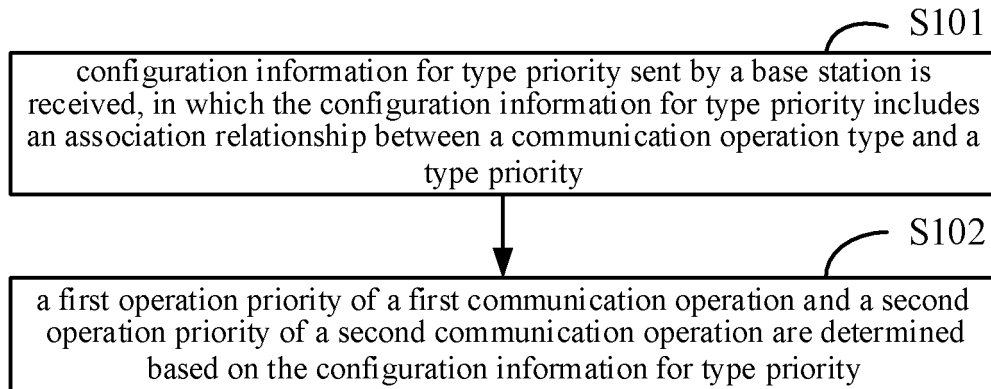 S101
configuration information for type priority sent by a base station is
received, in which the configuration information for type priority includes
an association relationship between a communication operation type and a
type priority
S102
a first operation priority of a first communication operation and a second
operation priority of a second communication operation are determined
based on the configuration information for type priority